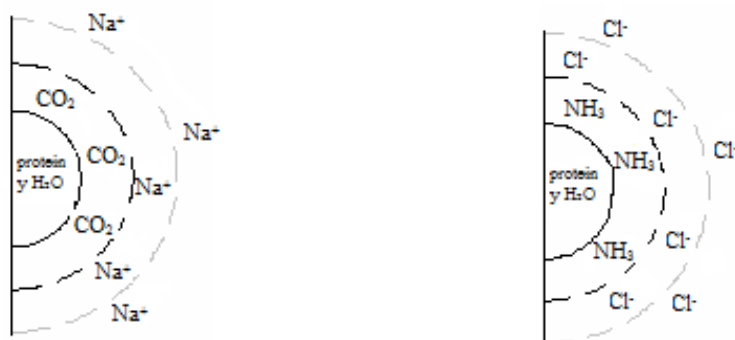 Na⁺
CO₂
Na⁺
CO₂
protein
y H₂O
Na⁺
CO₂
Na⁺
Na⁺
Cl⁻
Cl⁻
NH₃
Cl⁻
Cl⁻
NH₃
protein
y H₂O
Cl⁻
NH₃
Cl⁻
Cl⁻